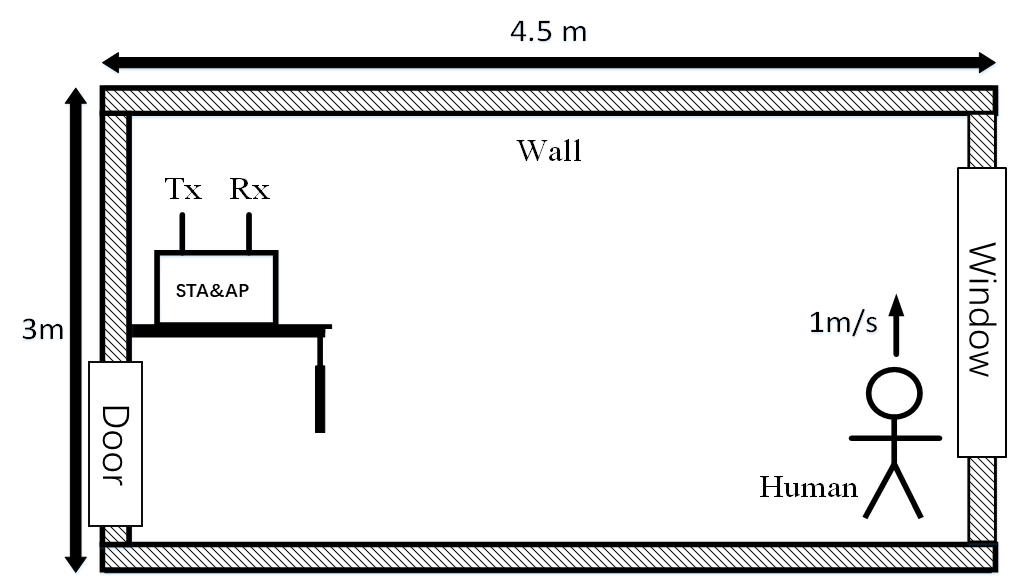 4.5 m
Wall
Tx Rx
STA&AP
3m
1m/s
Window
Door
Human